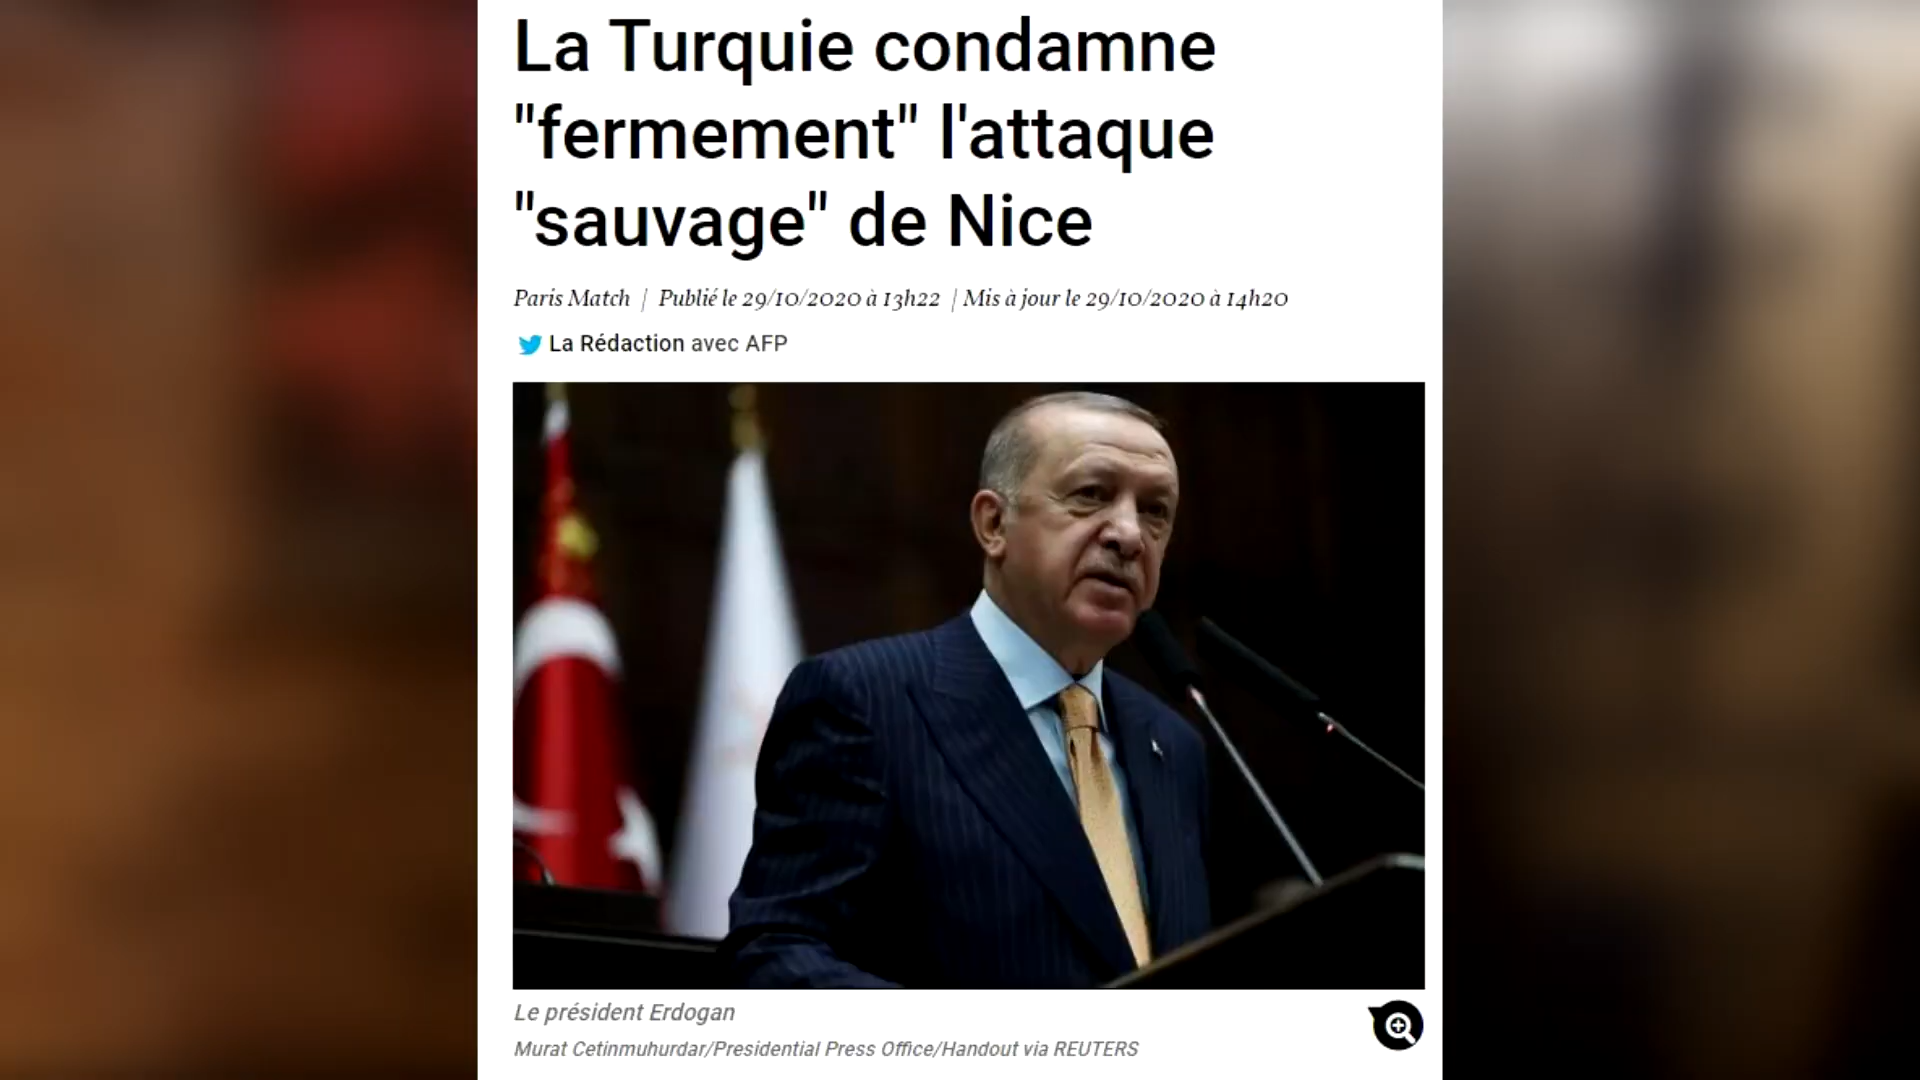 La Turquie condamne
"fermement" l'attaque
"sauvage" de Nice
Paris Match | Publié le 29/10/2020 à 13h22 | Mis à jour le 29/10/2020 à 14h20
La Rédaction avec AFP
Le président Erdogan
Murat Cetinmuhurdar/Presidential Press Office/Handout via REUTERS